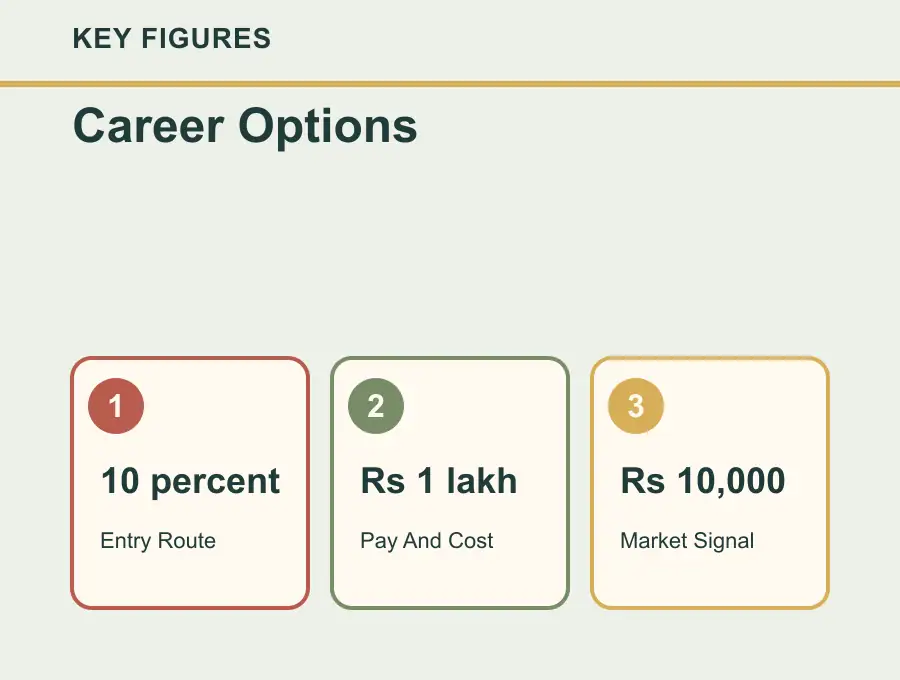 KEY FIGURES
Career Options
1
2
3
10 percent
Rs 1 lakh
Rs 10,000
Entry Route
Pay And Cost
Market Signal